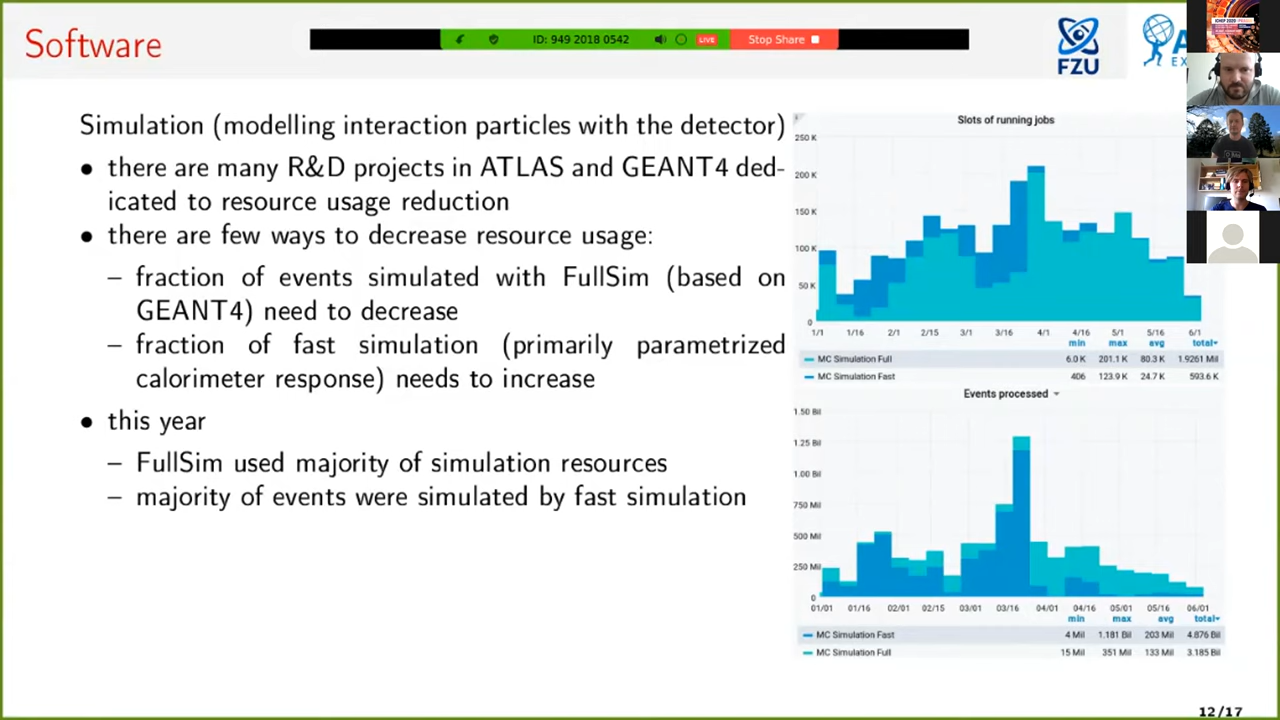 Software
ID: 949 2018 0542
LIVE
Stop Share
FZU
Simulation (modelling interaction particles with the detector)
• there are many R&D projects in ATLAS and GEANT4 ded-
icated to resource usage reduction
• there are few ways to decrease resource usage:
– fraction of events simulated with FullSim (based on
GEANT4) need to decrease
– fraction of fast simulation (primarily parametrized
calorimeter response) needs to increase
• this year
– FullSim used majority of simulation resources
– majority of events were simulated by fast simulation
Slots of running jobs
250 K
200 K
150 K
100 K
50 K
0
1/1 1/16 2/1 2/15 3/1 3/16 4/1 4/16 5/1 5/16 6/1
min max avg total
MC Simulation Full 6.0 K 201.1 K 80.3 K 1.9261 Mil
MC Simulation Fast 406 123.9 K 24.7 K 593.6 K
Events processed
1.50 Bil
1.25 Bil
1.00 Bil
750 Mil
500 Mil
250 Mil
0
01/01 01/16 02/01 02/15 03/01 03/16 04/01 04/16 05/01 05/16 06/01
min max avg total
MC Simulation Fast 4 Mil 1.181 Bil 203 Mil 4.876 Bil
MC Simulation Full 15 Mil 351 Mil 133 Mil 3.185 Bil
12/17